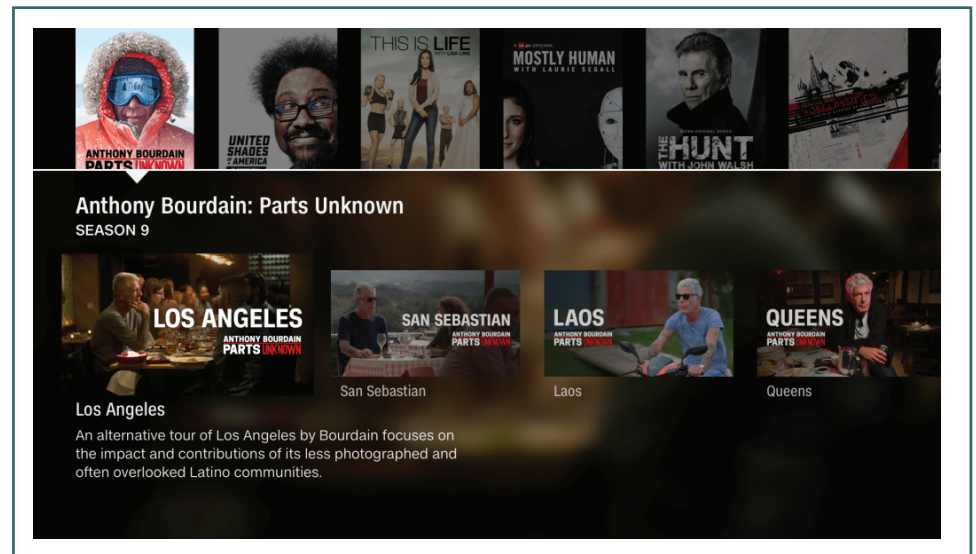 ANTHONY BOURDAIN
PARTS UNKNOWN
UNITED
SHADES
OF AMERICA
THIS IS LIFE
WITH LISA LING
MOSTLY HUMAN
WITH LAURIE SEGALL
THE HUNT
WITH JOHN WALSH
DECLASSIFIED
Anthony Bourdain: Parts Unknown
SEASON 9
LOS ANGELES
ANTHONY BOURDAIN
PARTS UNKNOWN
SAN SEBASTIAN
ANTHONY BOURDAIN
PARTS UNKNOWN
LAOS
ANTHONY BOURDAIN
PARTS UNKNOWN
QUEENS
ANTHONY BOURDAIN
PARTS UNKNOWN
San Sebastian
Laos
Queens
Los Angeles
An alternative tour of Los Angeles by Bourdain focuses on
the impact and contributions of its less photographed and
often overlooked Latino communities.